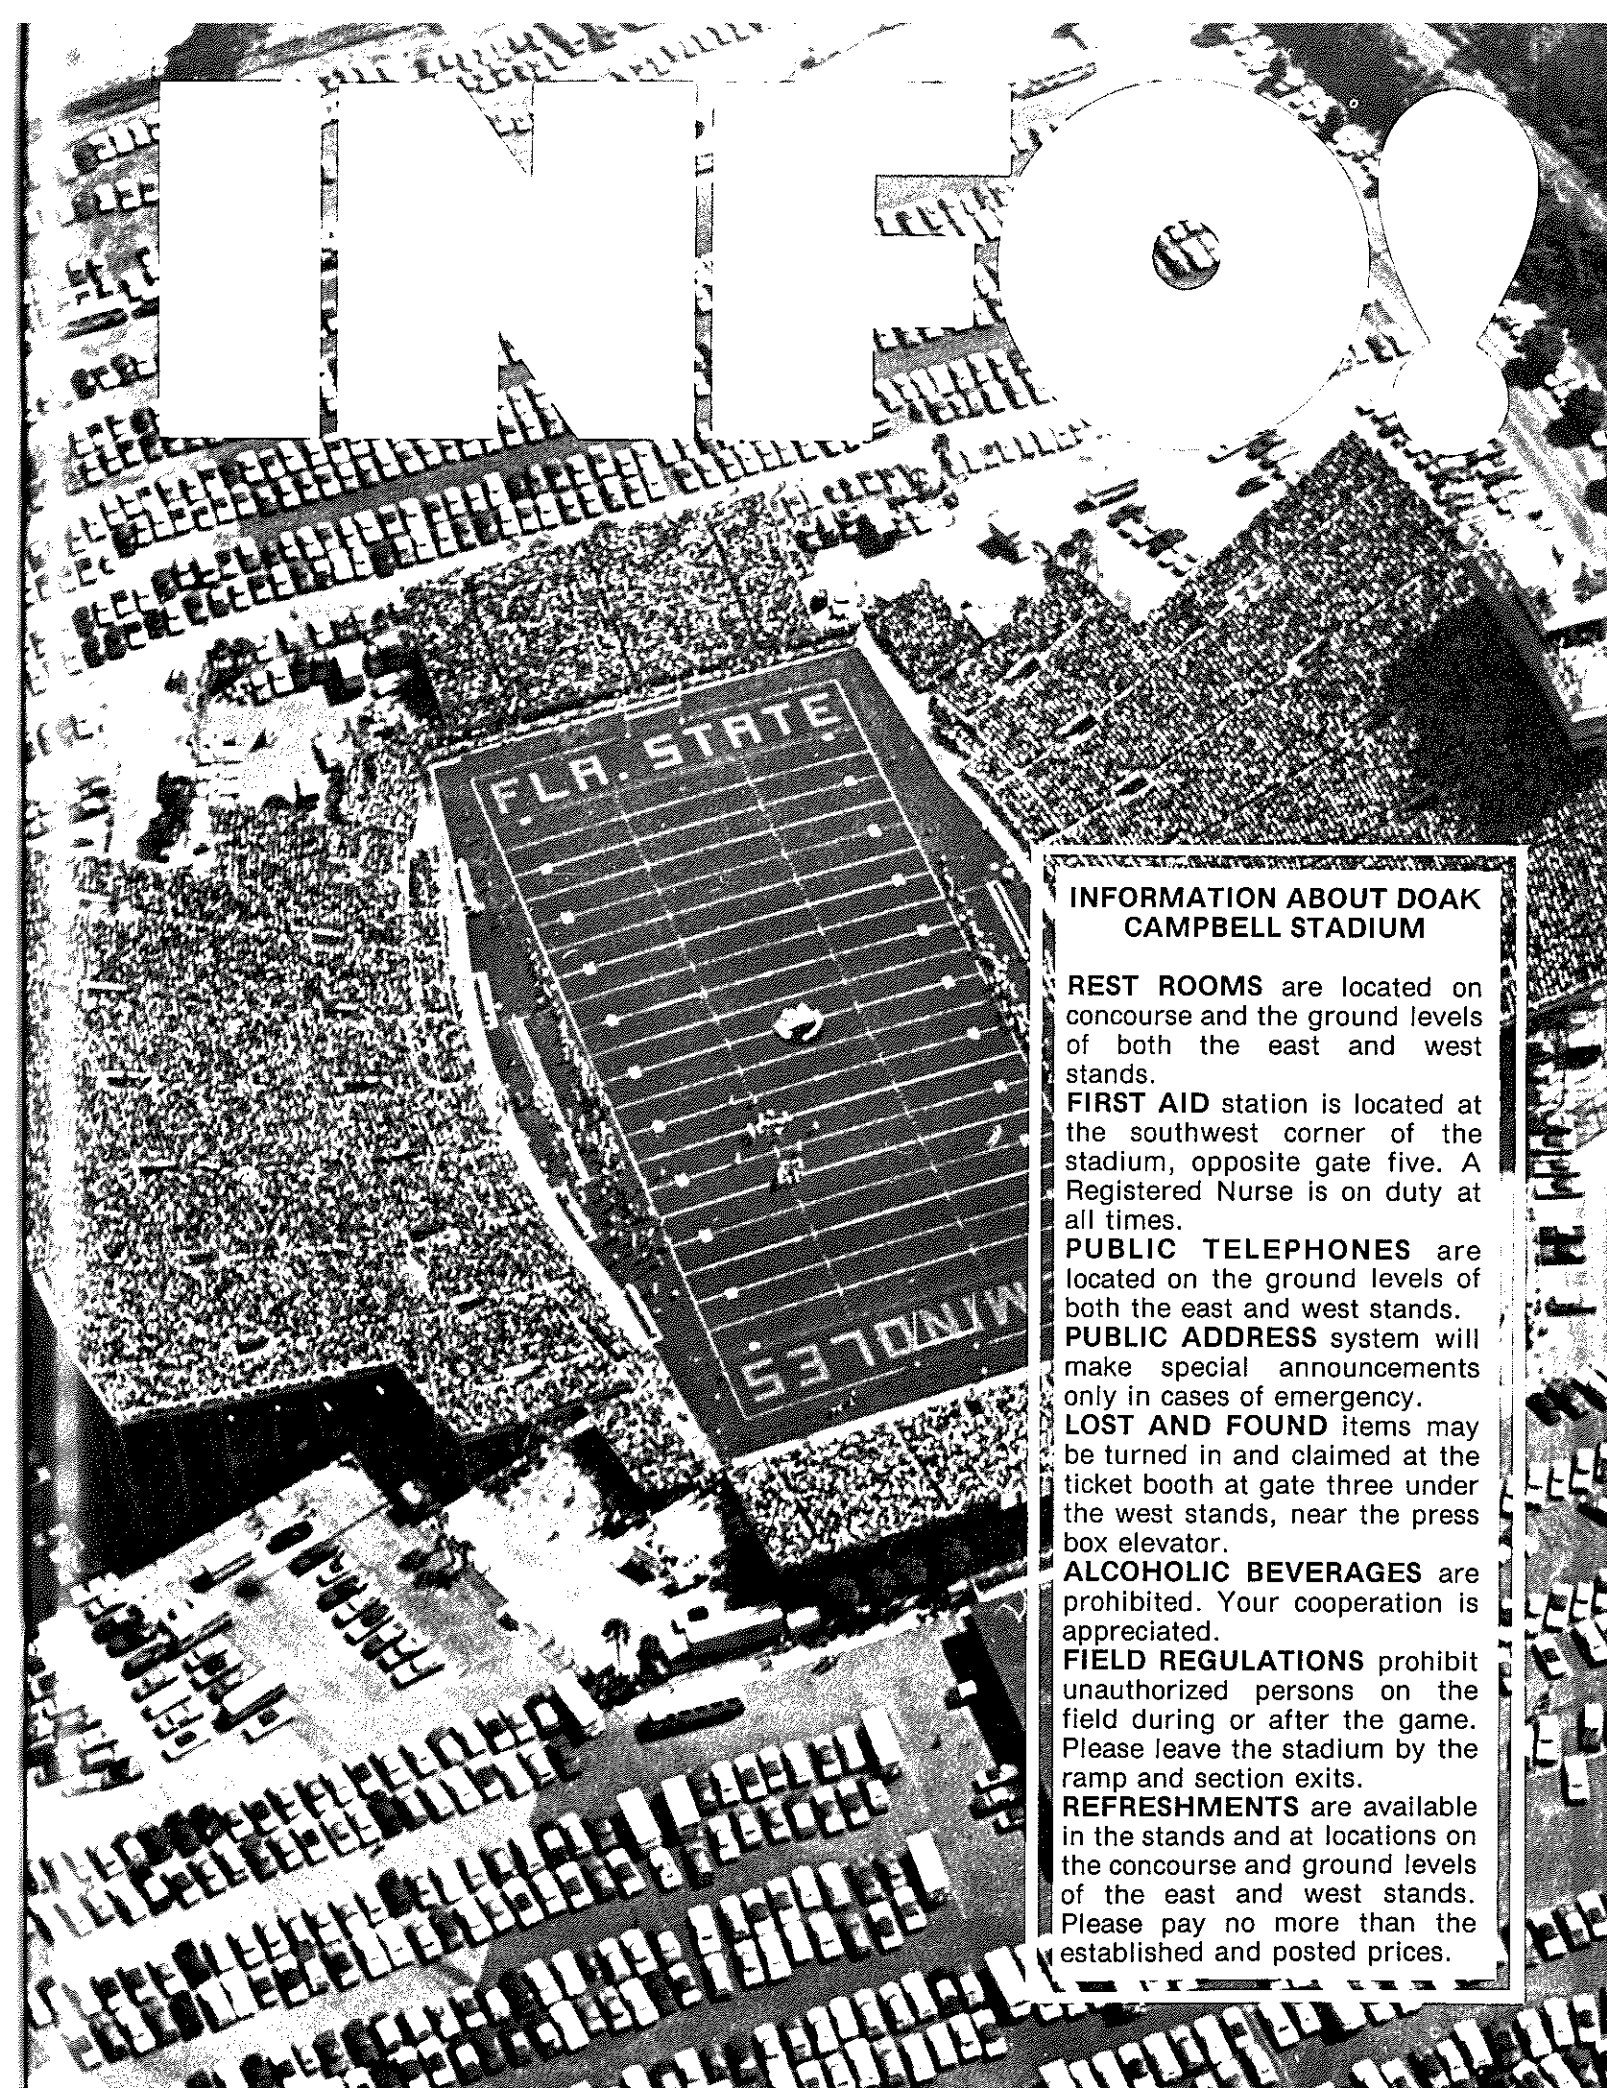 INFO!
FLA. STATE
INFORMATION ABOUT DOAK
CAMPBELL STADIUM
REST ROOMS are located on
concourse and the ground levels
of both the east and west
stands.
FIRST AID station is located at
the southwest corner of the
stadium, opposite gate five. A
Registered Nurse is on duty at
all times.
PUBLIC TELEPHONES are
located on the ground levels of
both the east and west stands.
PUBLIC ADDRESS system will
make special announcements
only in cases of emergency.
LOST AND FOUND items may
be turned in and claimed at the
ticket booth at gate three under
the west stands, near the press
box elevator.
ALCOHOLIC BEVERAGES are
prohibited. Your cooperation is
appreciated.
FIELD REGULATIONS prohibit
unauthorized persons on the
field during or after the game.
Please leave the stadium by the
ramp and section exits.
REFRESHMENTS are available
in the stands and at locations on
the concourse and ground levels
of the east and west stands.
Please pay no more than the
established and posted prices.
MINOLES